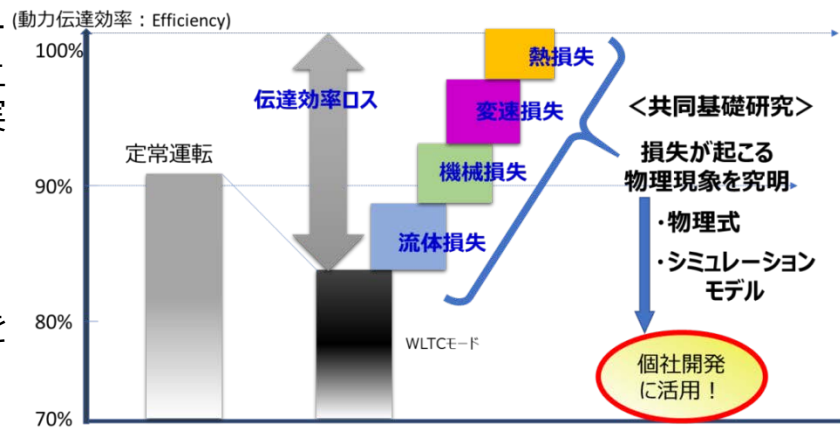 (動力伝達効率：Efficiency)
100%
90%
80%
70%
定常運転
伝達効率ロス
WLTCモード
熱損失
変速損失
機械損失
流体損失
＜共同基礎研究＞
損失が起こる
物理現象を究明
・物理式
・シミュレーション
モデル
個社開発
に活用！